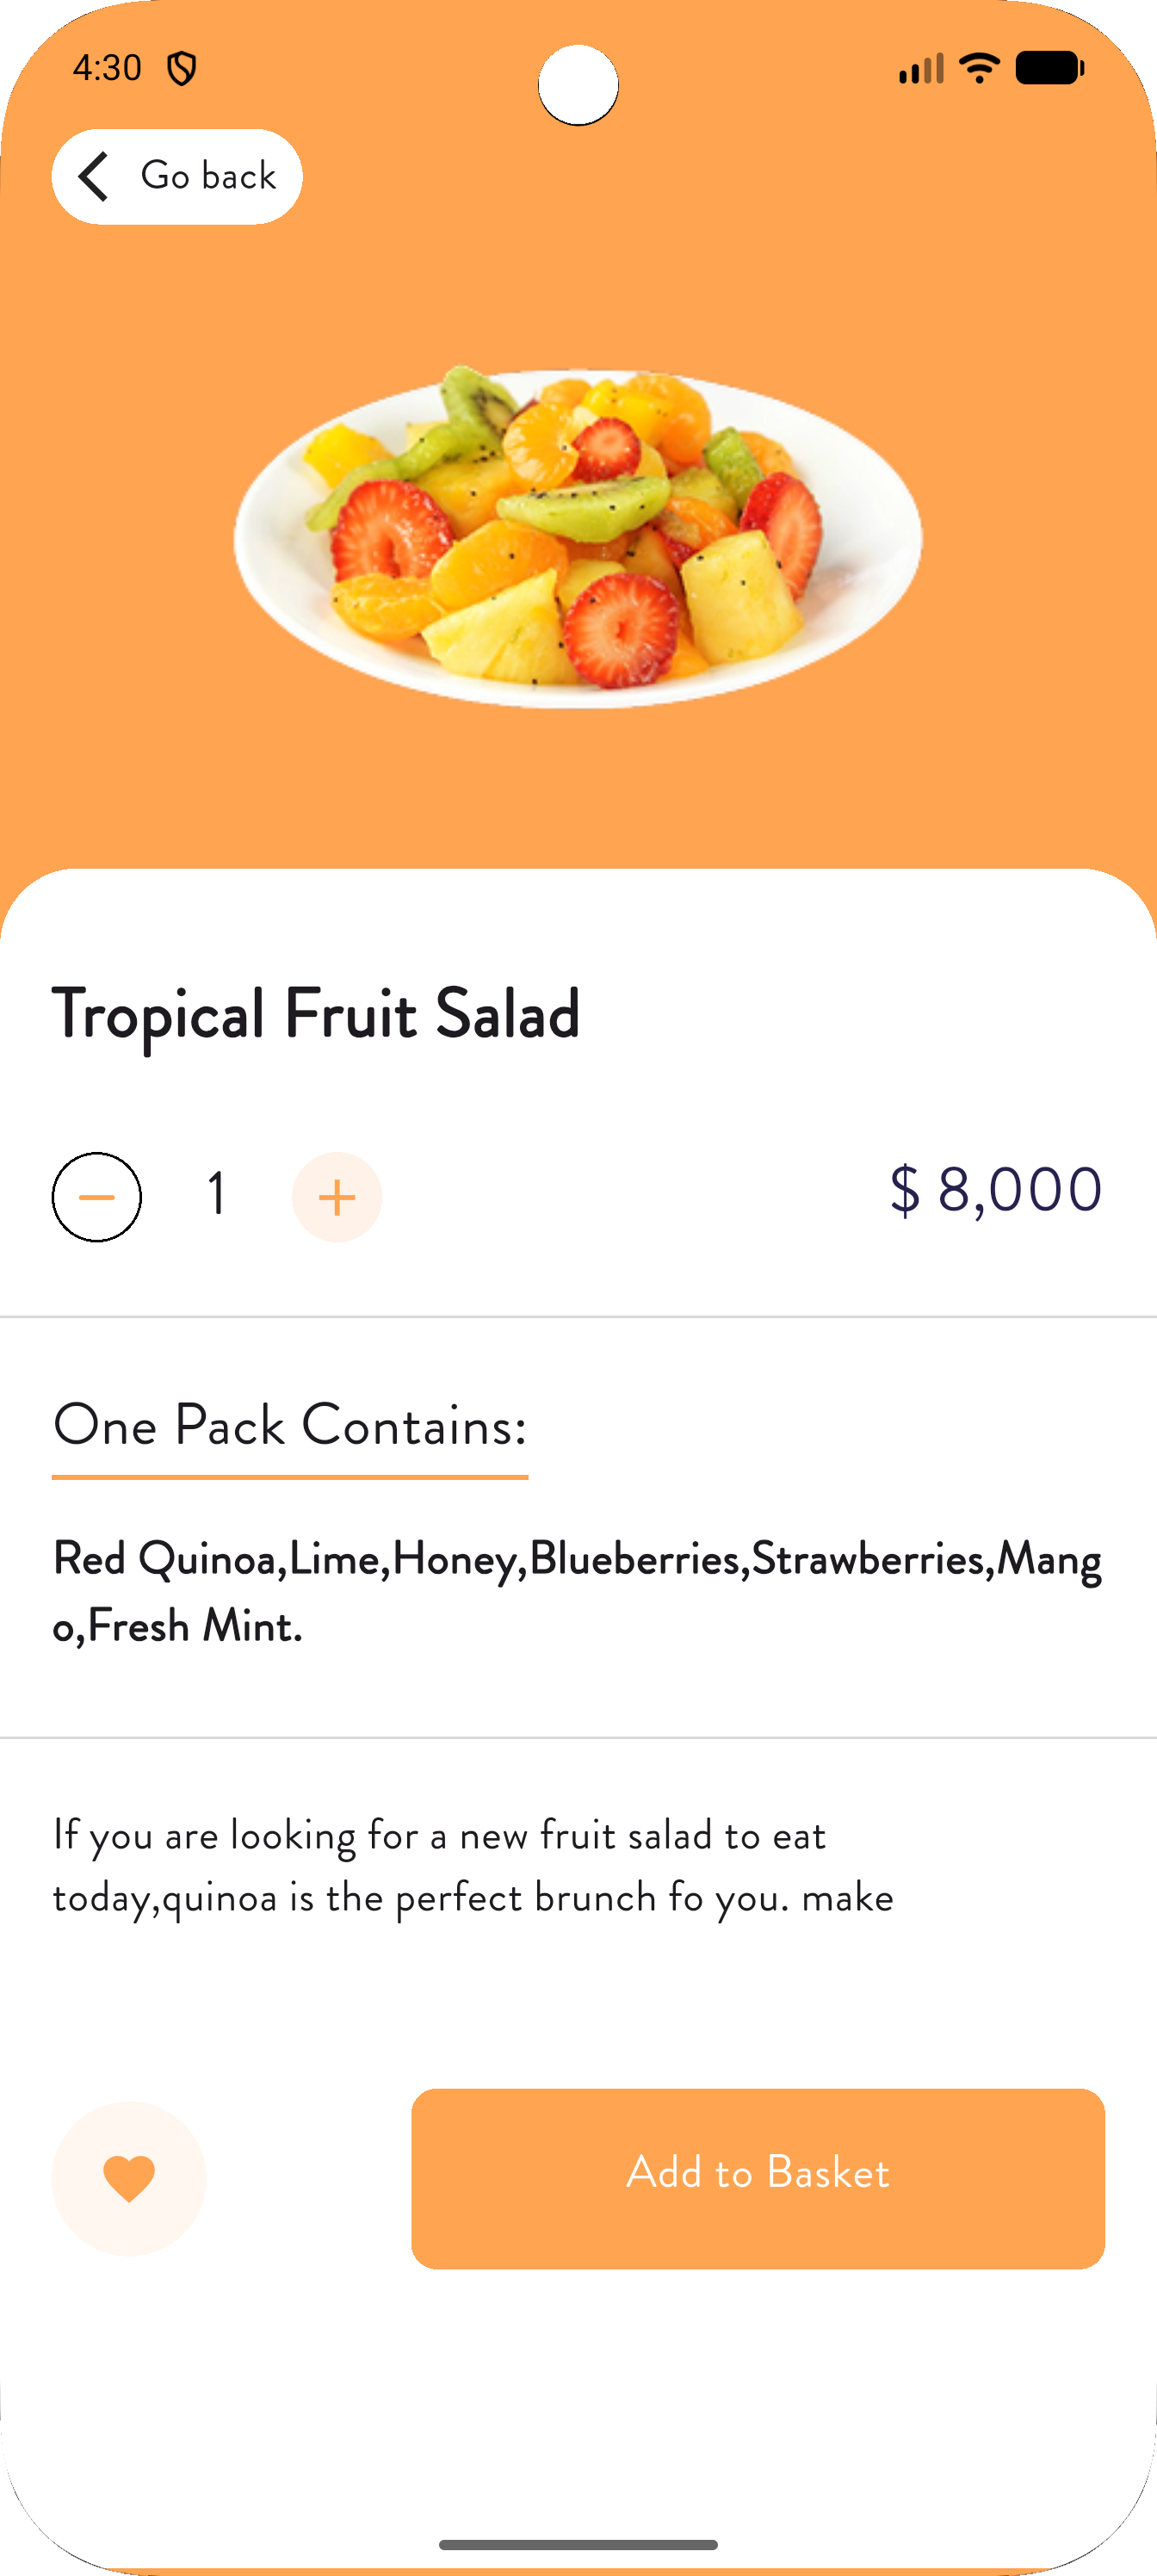 4:30
Go back
Tropical Fruit Salad
1
$ 8,000
One Pack Contains:
Red Quinoa,Lime,Honey,Blueberries,Strawberries,Mang
o,Fresh Mint.
If you are looking for a new fruit salad to eat
today,quinoa is the perfect brunch fo you. make
Add to Basket